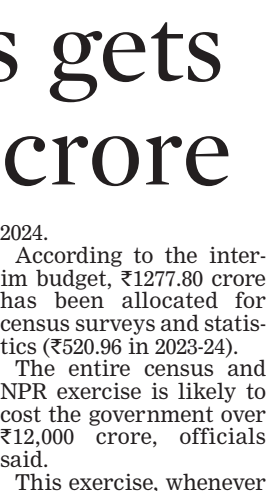 s gets
crore
2024.
According to the inter-
im budget, ₹1277.80 crore
has been allocated for
census surveys and statis-
tics (₹520.96 in 2023-24).
The entire census and
NPR exercise is likely to
cost the government over
₹12,000 crore, officials
said.
This exercise, whenever